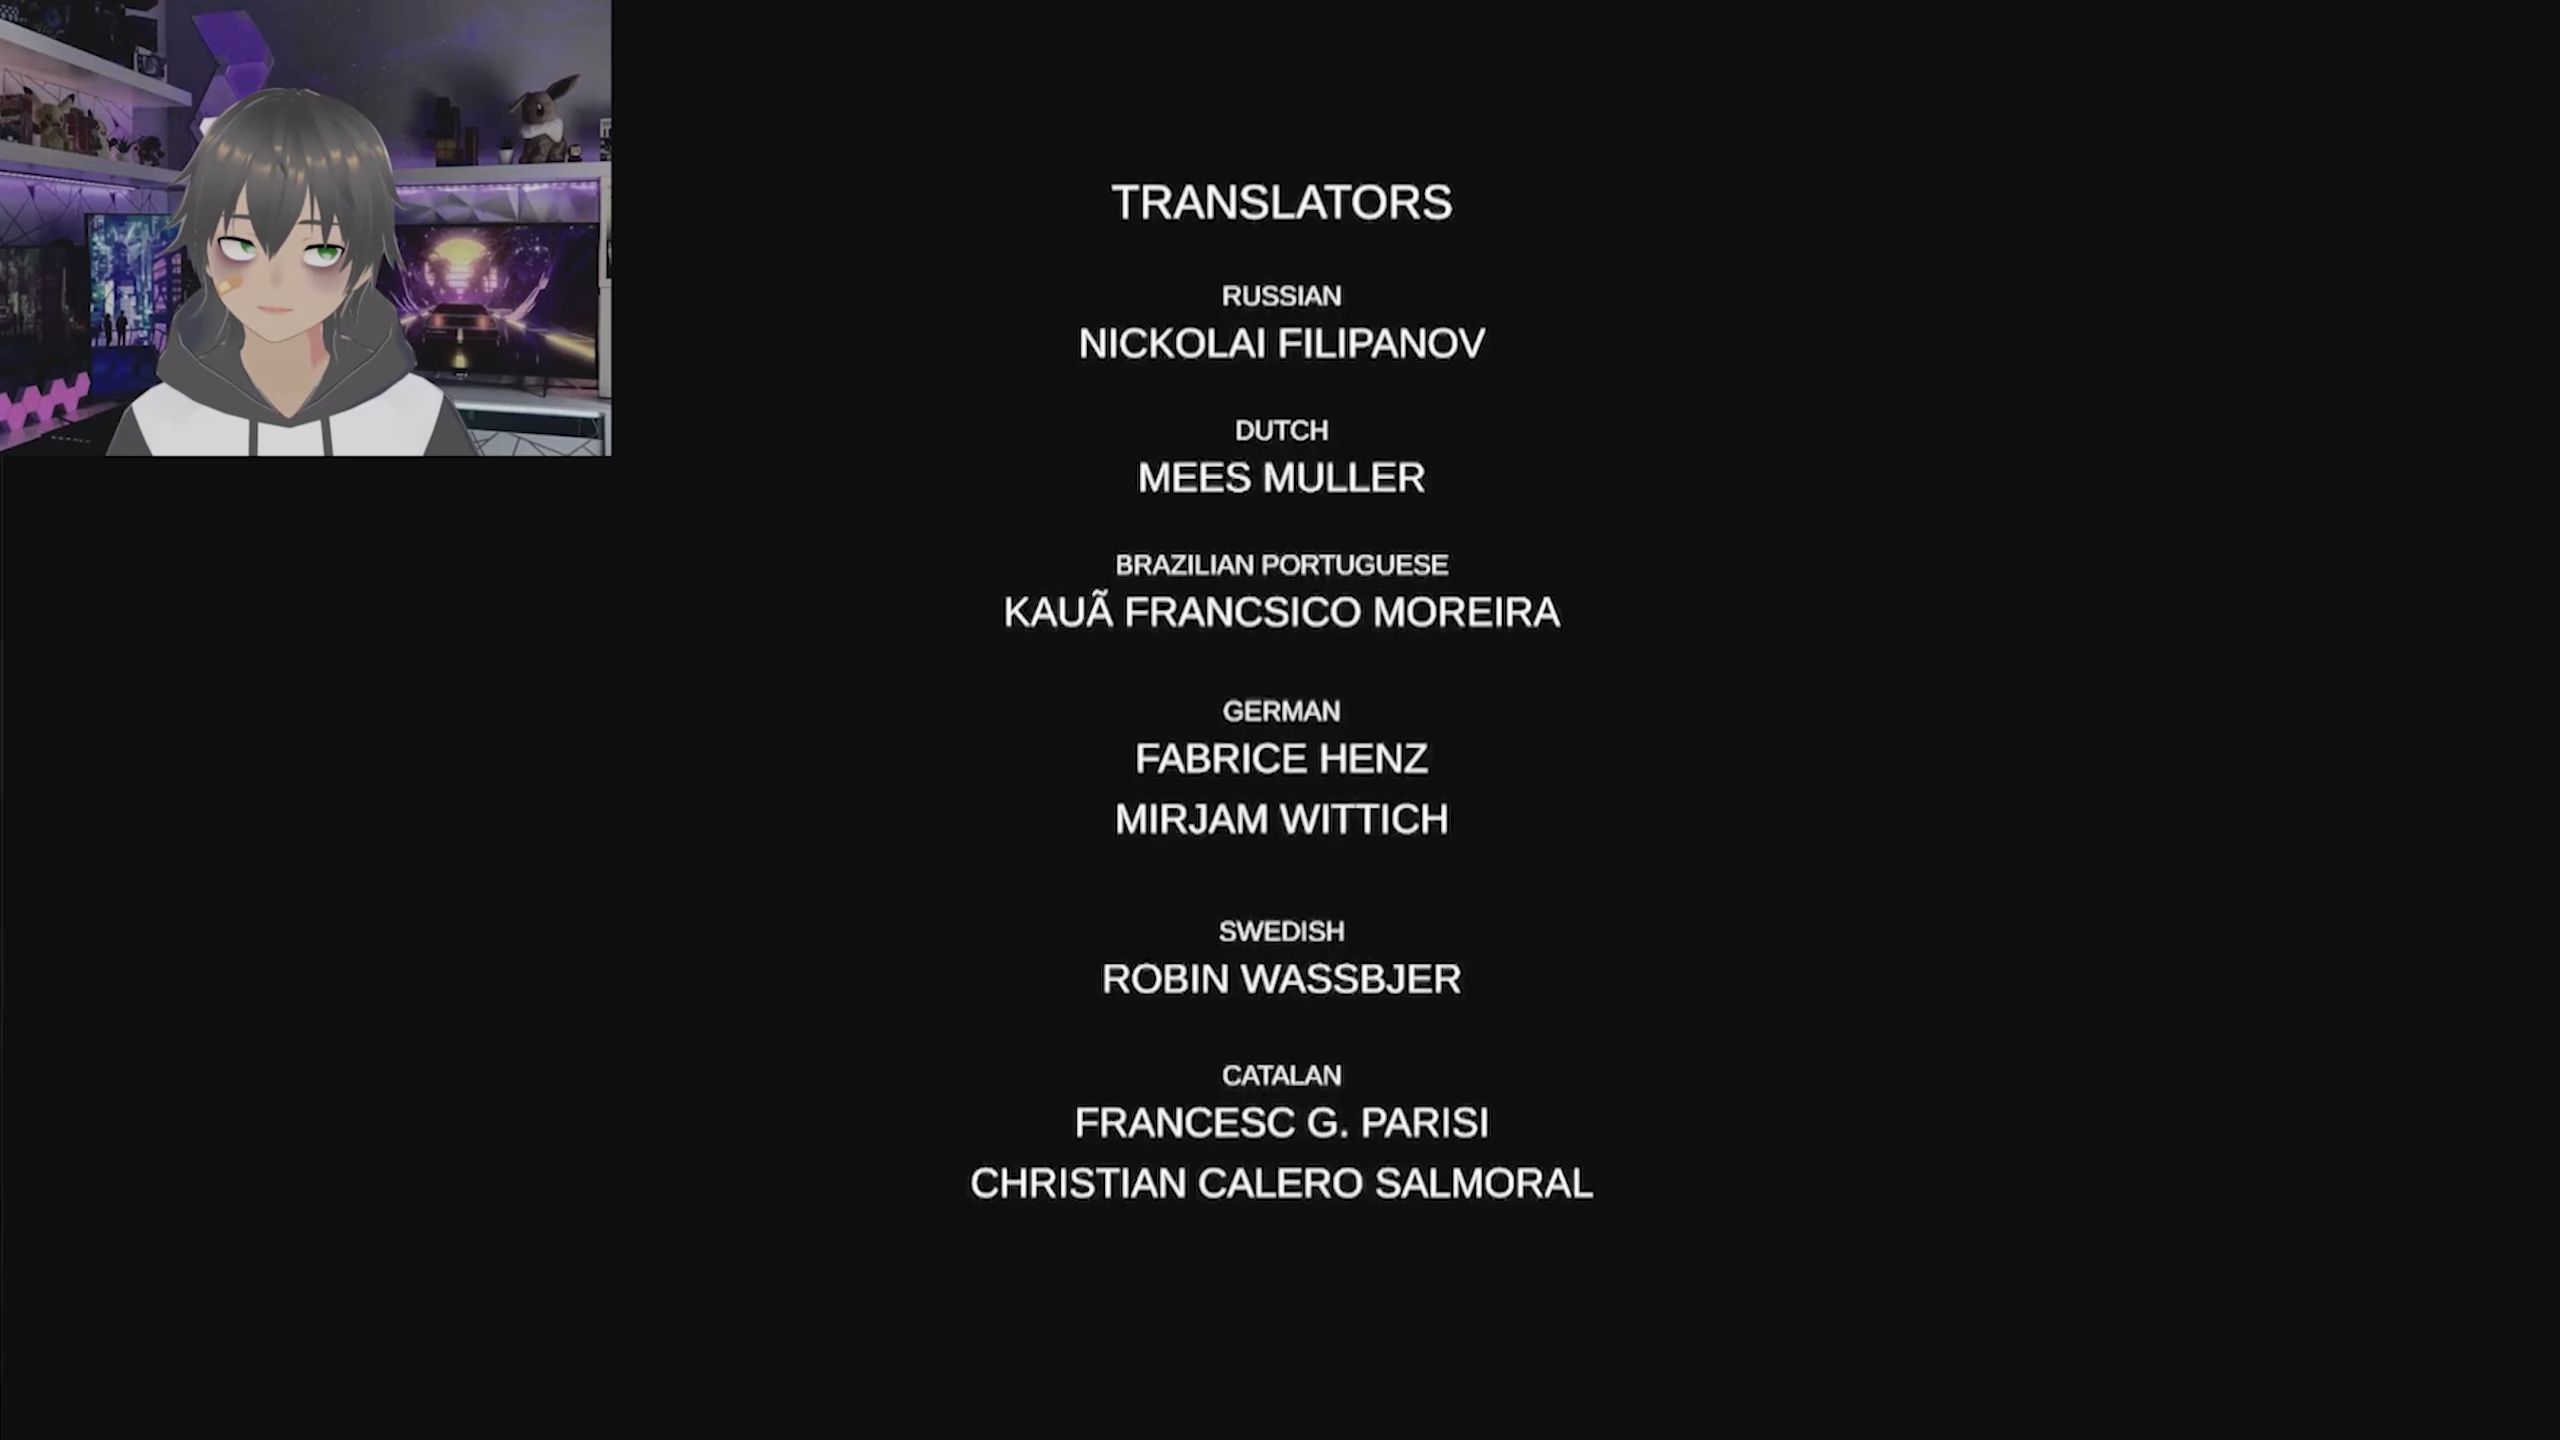 TRANSLATORS
RUSSIAN
NICKOLAI FILIPANOV
DUTCH
MEES MULLER
BRAZILIAN PORTUGUESE
KAUÃ FRANCSICO MOREIRA
GERMAN
FABRICE HENZ
MIRJAM WITTICH
SWEDISH
ROBIN WASSBJER
CATALAN
FRANCESC G. PARISI
CHRISTIAN CALERO SALMORAL